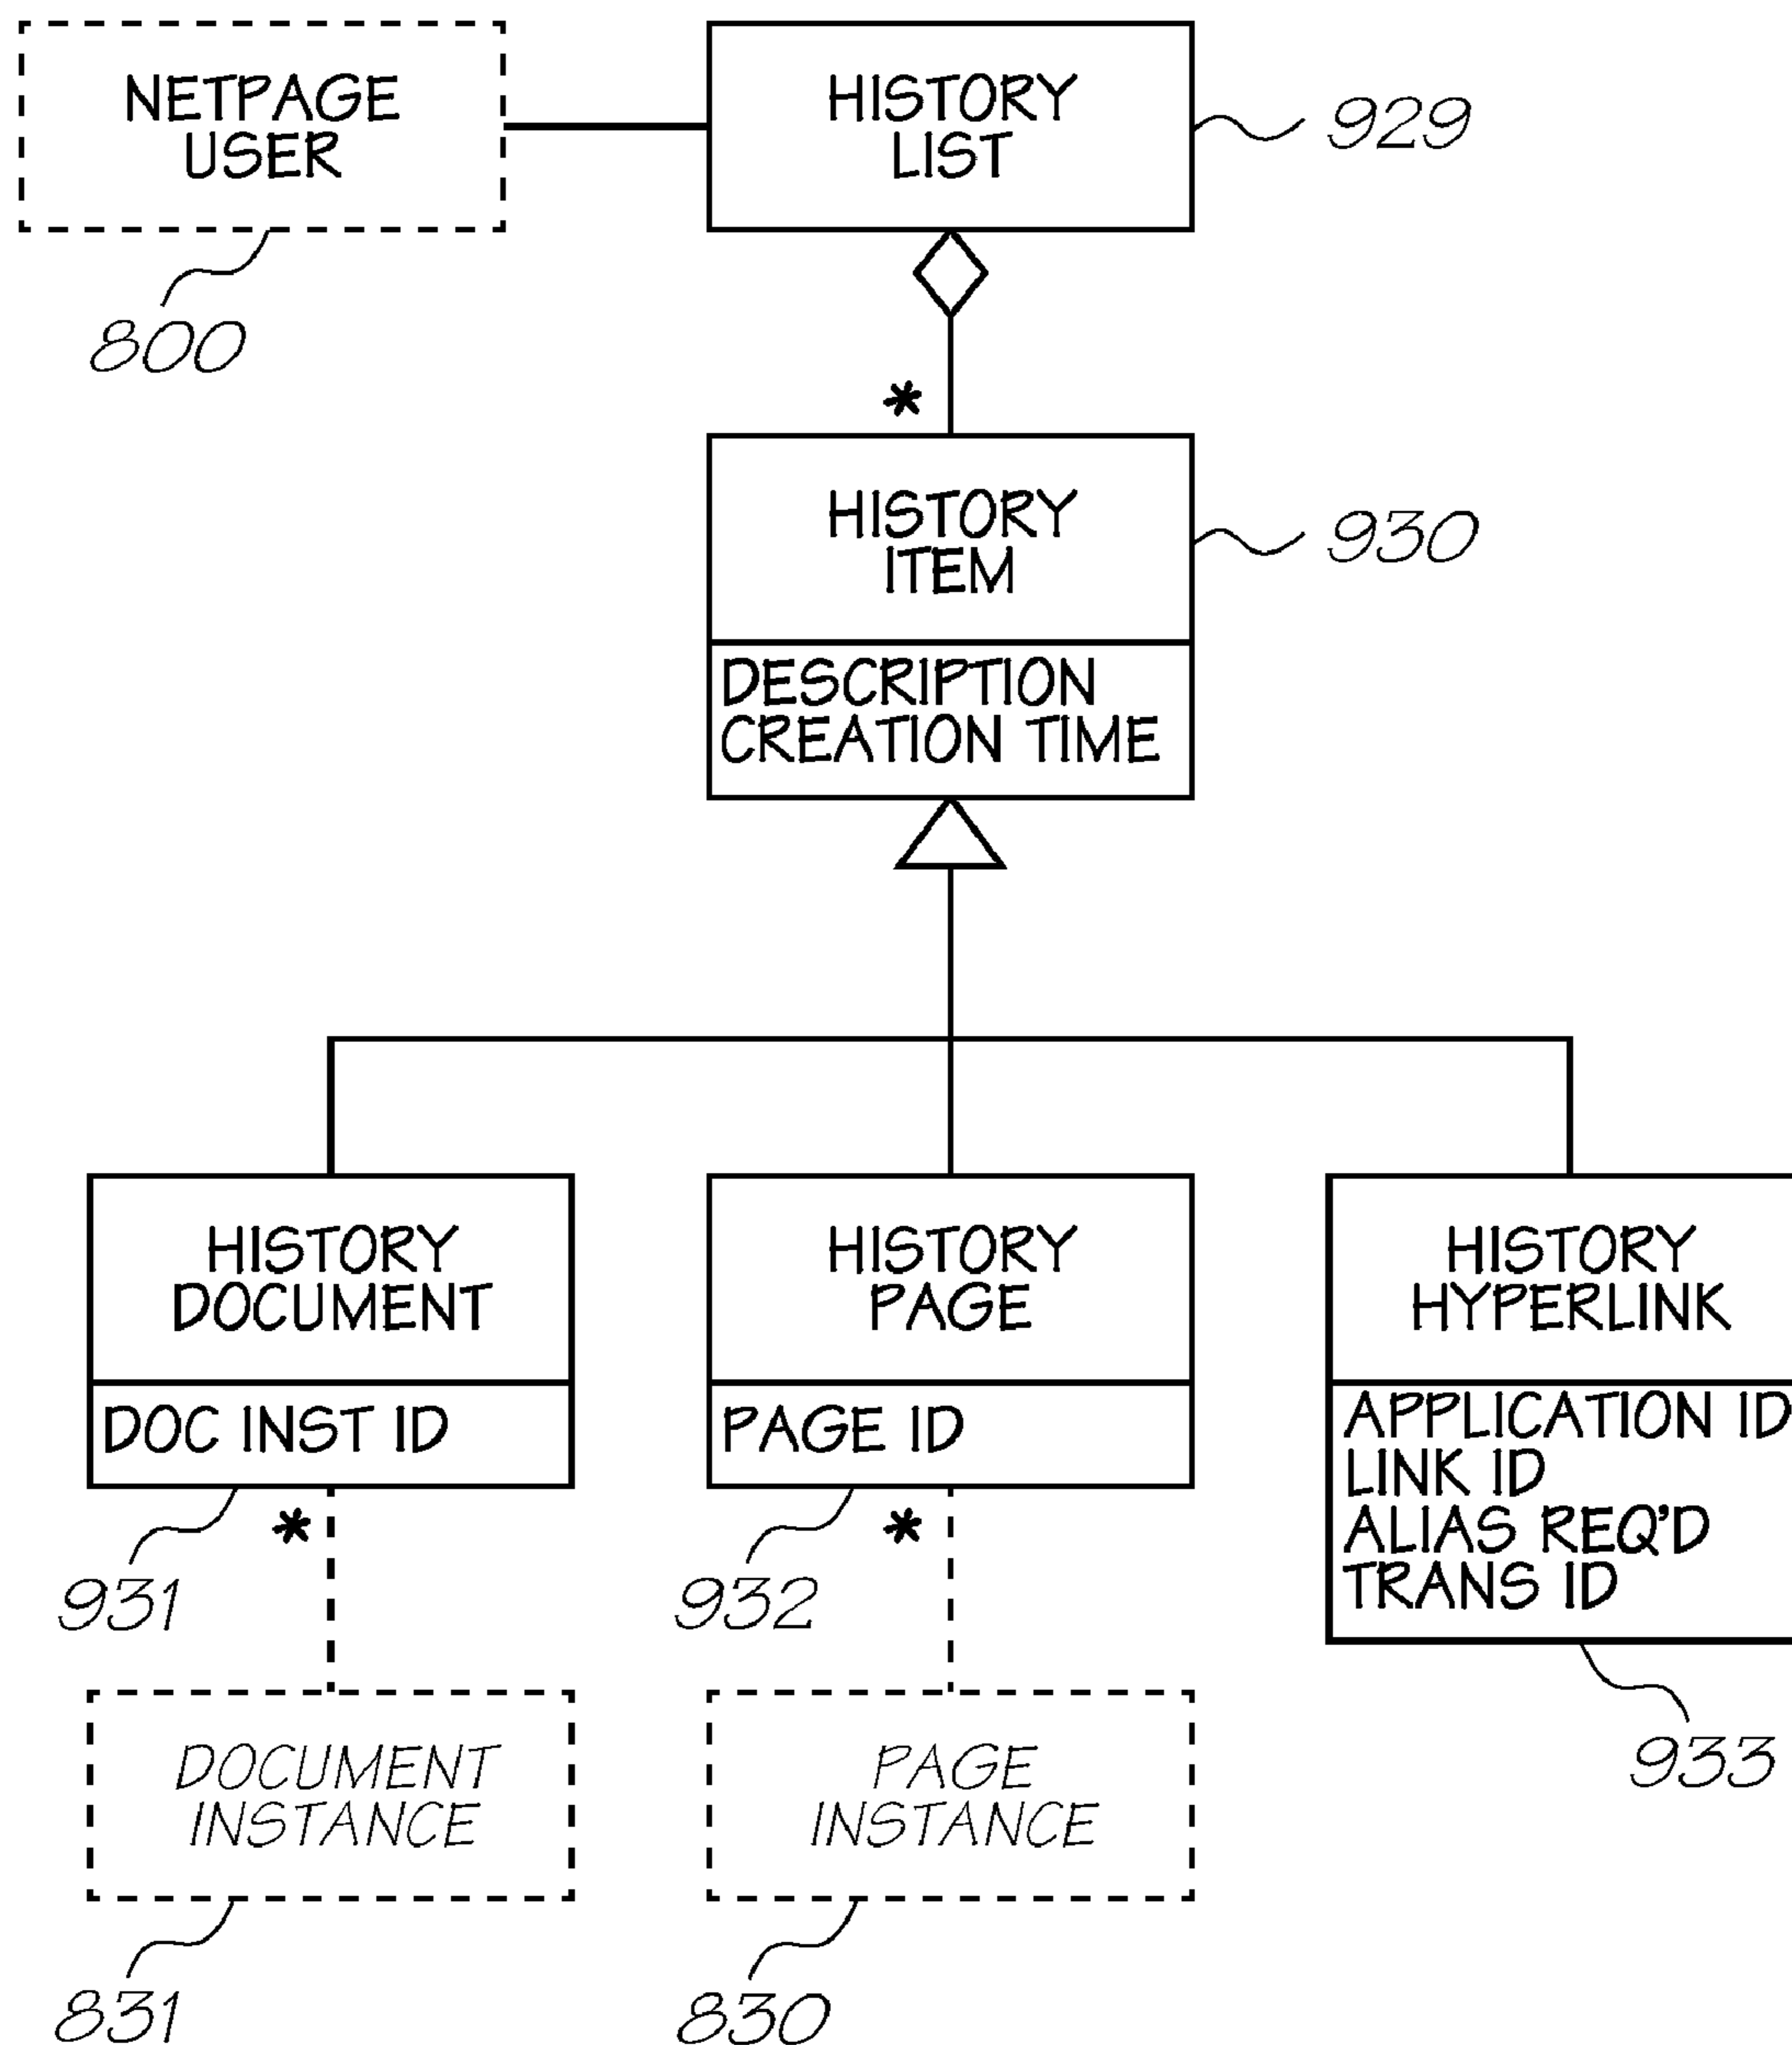 NETPAGE
USER
HISTORY
LIST
929
800
*
HISTORY
ITEM
930
DESCRIPTION
CREATION TIME
HISTORY
DOCUMENT
DOC INST ID
HISTORY
PAGE
PAGE ID
HISTORY
HYPERLINK
APPLICATION ID
LINK ID
ALIAS REQ'D
TRANS ID
*
*
931
932
933
DOCUMENT
INSTANCE
PAGE
INSTANCE
831
830